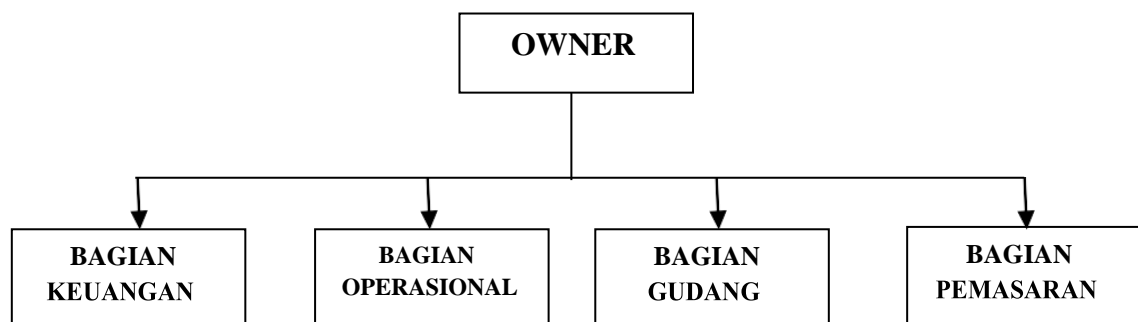 OWNER
BAGIAN
KEUANGAN
BAGIAN
OPERASIONAL
BAGIAN
GUDANG
BAGIAN
PEMASARAN